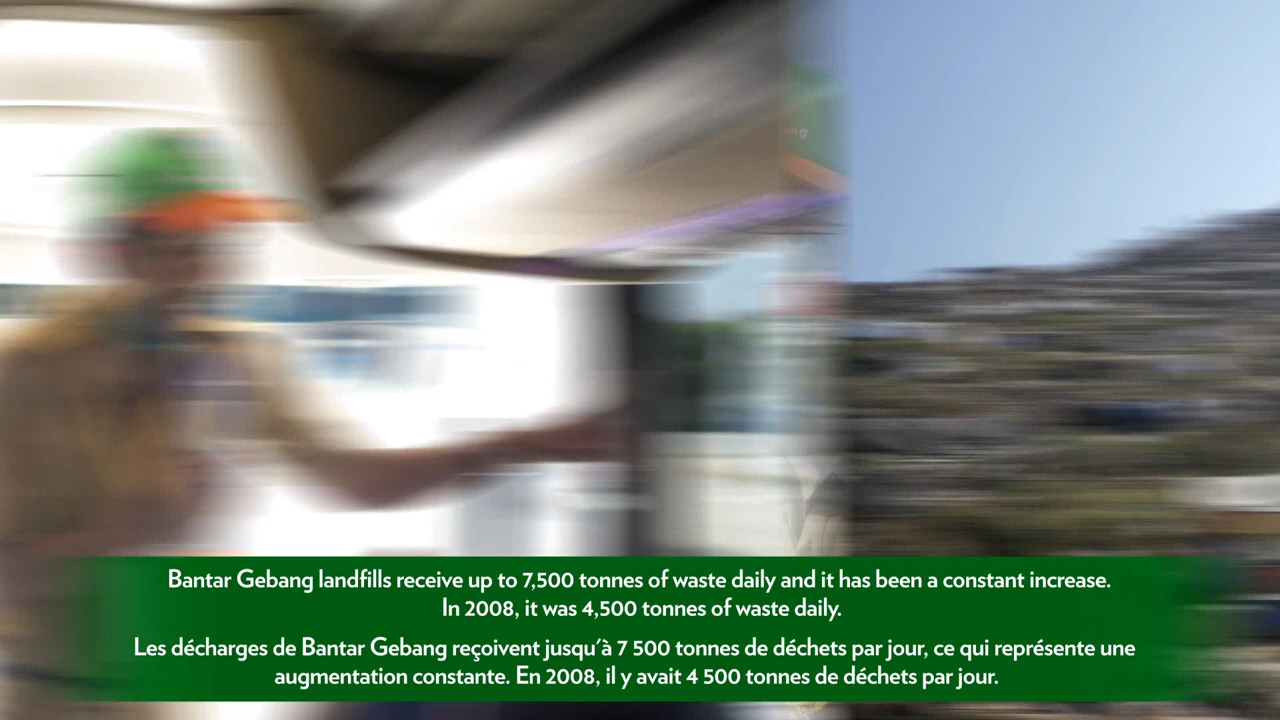 Bantar Gebang landfills receive up to 7,500 tonnes of waste daily and it has been a constant increase.
In 2008, it was 4,500 tonnes of waste daily.
Les décharges de Bantar Gebang reçoivent jusqu'à 7 500 tonnes de déchets par jour, ce qui représente une
augmentation constante. En 2008, il y avait 4 500 tonnes de déchets par jour.